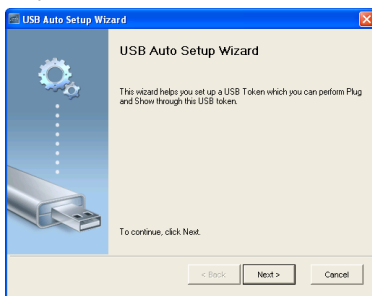 USB Auto Setup Wizard
USB Auto Setup Wizard
This wizard helps you set up a USB Token which you can perform Plug
and Show through this USB token.
To continue, click Next.
< Back
Next >
Cancel